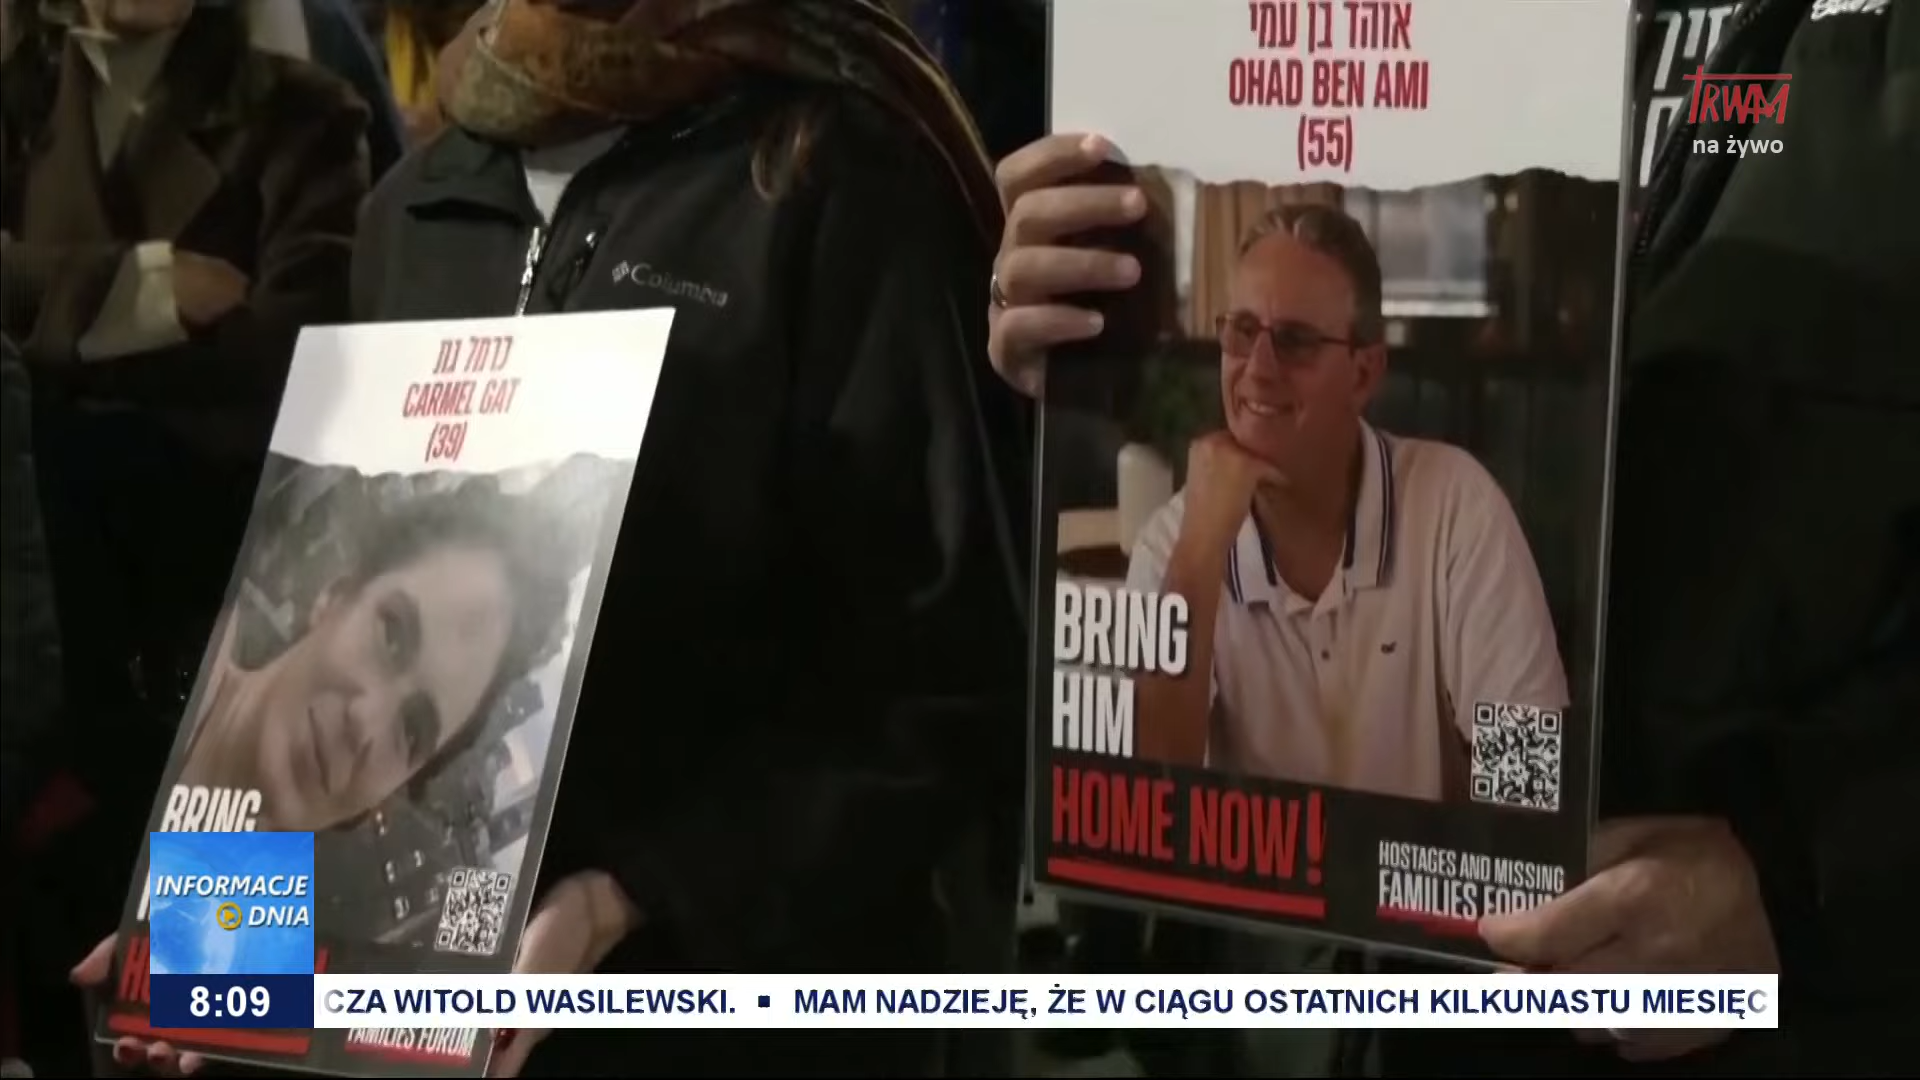 אוהד בן עמי
OHAD BEN AMI
(55)
TRWAM
na żywo
Columbia
כרמל גת
CARMEL GAT
(39)
BRING
HIM
HOME NOW!
HOSTAGES AND MISSING
FAMILIES FORUM
BRING
FAMILIES FORUM
INFORMACJE
DNIA
8:09
CZA WITOLD WASILEWSKI. ▪ MAM NADZIEJĘ, ŻE W CIĄGU OSTATNICH KILKUNASTU MIESIĘC